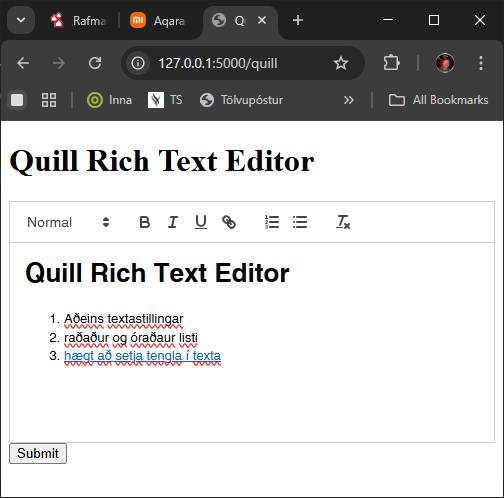 Rafma
Aqara
Qu
127.0.0.1:5000/quill
Inna
TS
Tölvupóstur
All Bookmarks
Quill Rich Text Editor
Normal
Quill Rich Text Editor
1. Aðeins textastillingar
2. raðaður og óraðaur listi
3. hægt að setja tengla í texta
Submit